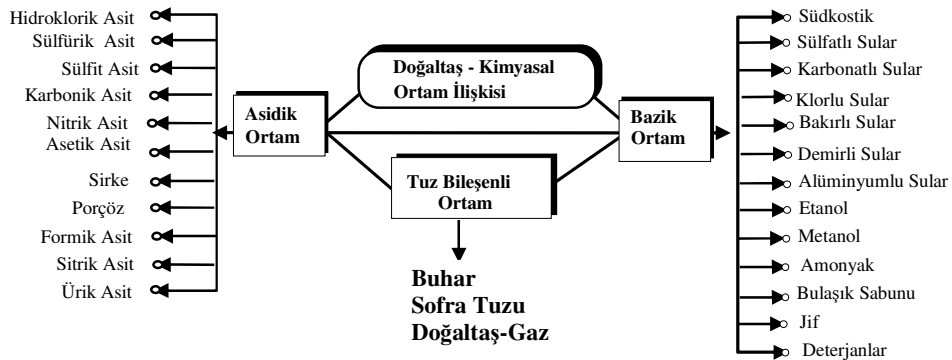 Hidroklorik Asit
Sülfürik Asit
Sülfit Asit
Karbonik Asit
Nitrik Asit
Asetik Asit
Sirke
Porçöz
Formik Asit
Sitrik Asit
Ürik Asit
Asidik
Ortam
Doğaltaş - Kimyasal
Ortam İlişkisi
Tuz Bileşenli
Ortam
Buhar
Sofra Tuzu
Doğaltaş-Gaz
Bazik
Ortam
Südkostik
Sülfatlı Sular
Karbonatlı Sular
Klorlu Sular
Bakırlı Sular
Demirli Sular
Alüminyumlu Sular
Etanol
Metanol
Amonyak
Bulaşık Sabunu
Jif
Deterjanlar